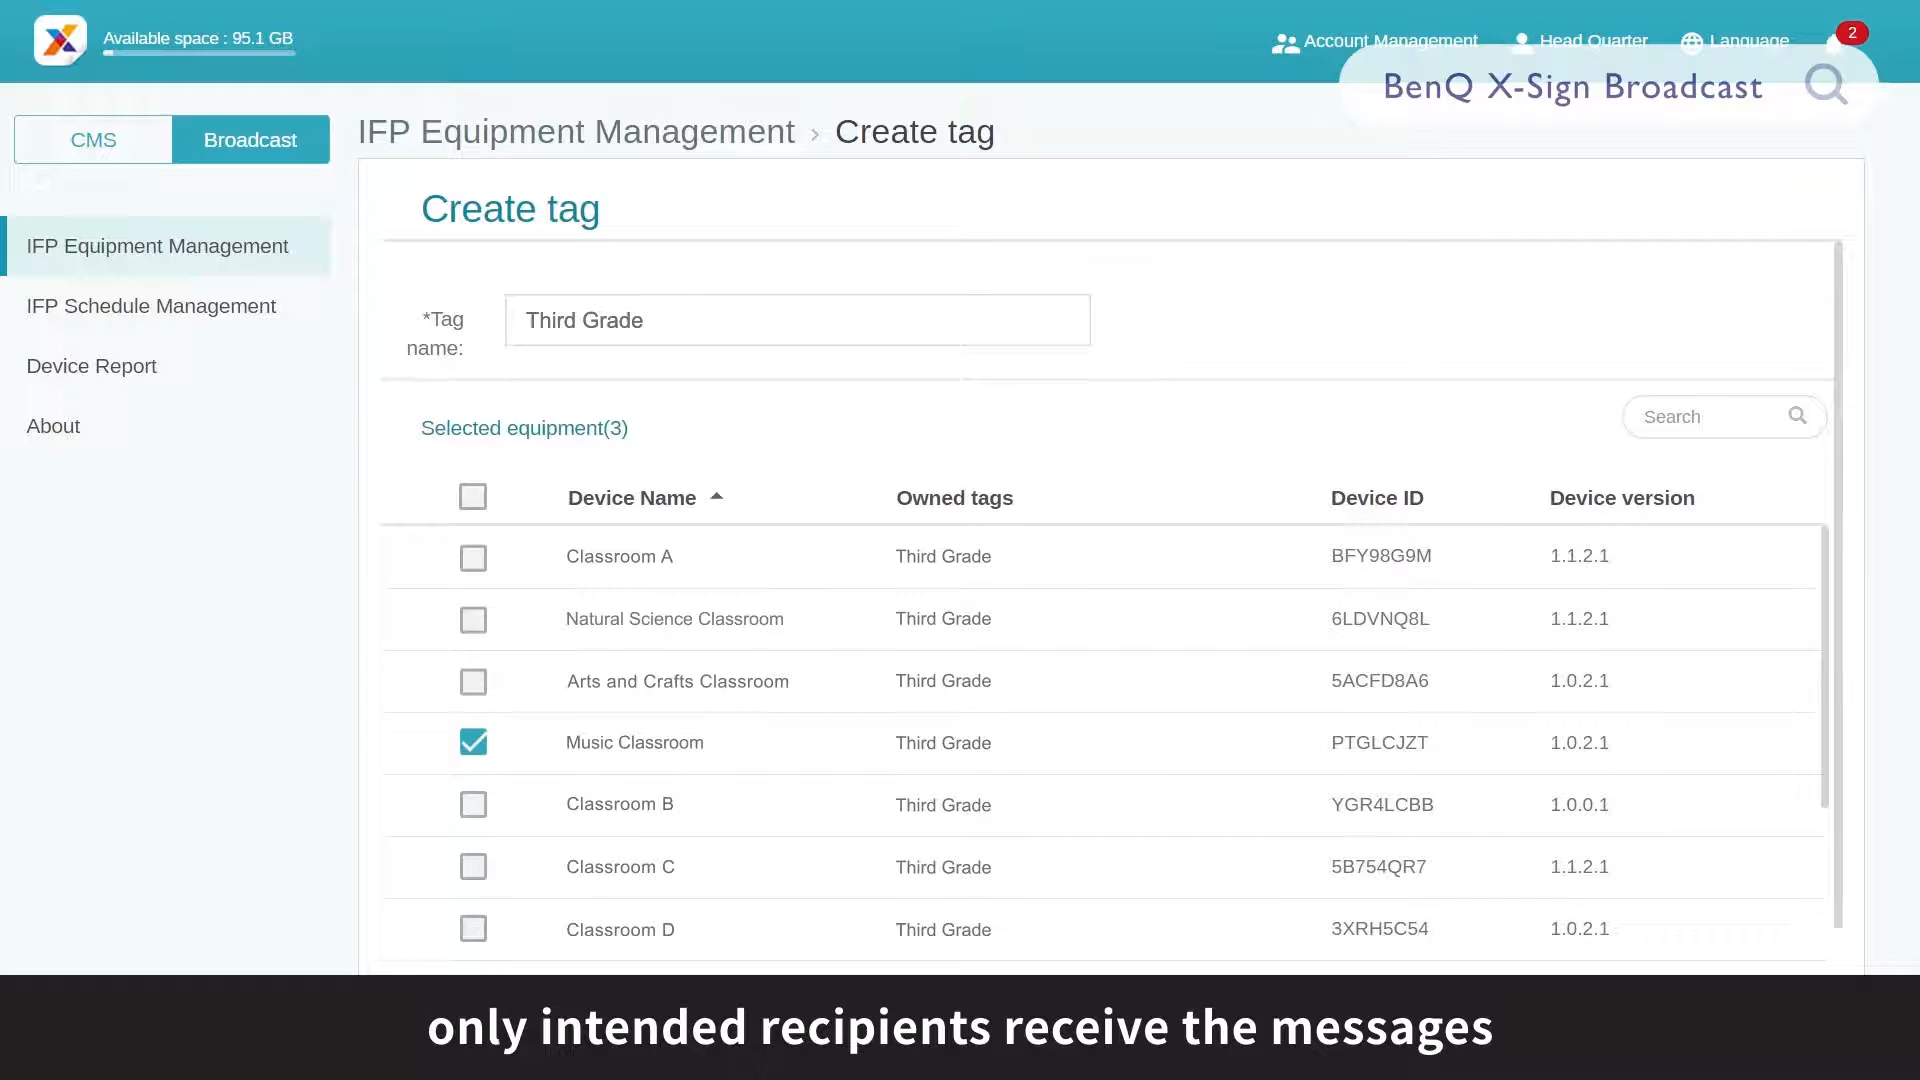 Available space : 95.1 GB
Account Management
Head Quarter
Language
2
BenQ X-Sign Broadcast
CMS
Broadcast
IFP Equipment Management
IFP Schedule Management
Device Report
About
IFP Equipment Management › Create tag
Create tag
*Tag name:
Third Grade
Selected equipment(3)
Search
Device Name Owned tags Device ID Device version
Classroom A Third Grade BFY98G9M 1.1.2.1
Natural Science Classroom Third Grade 6LDVNQ8L 1.1.2.1
Arts and Crafts Classroom Third Grade 5ACFD8A6 1.0.2.1
Music Classroom Third Grade PTGLCJZT 1.0.2.1
Classroom B Third Grade YGR4LCBB 1.0.0.1
Classroom C Third Grade 5B754QR7 1.1.2.1
Classroom D Third Grade 3XRH5C54 1.0.2.1
only intended recipients receive the messages